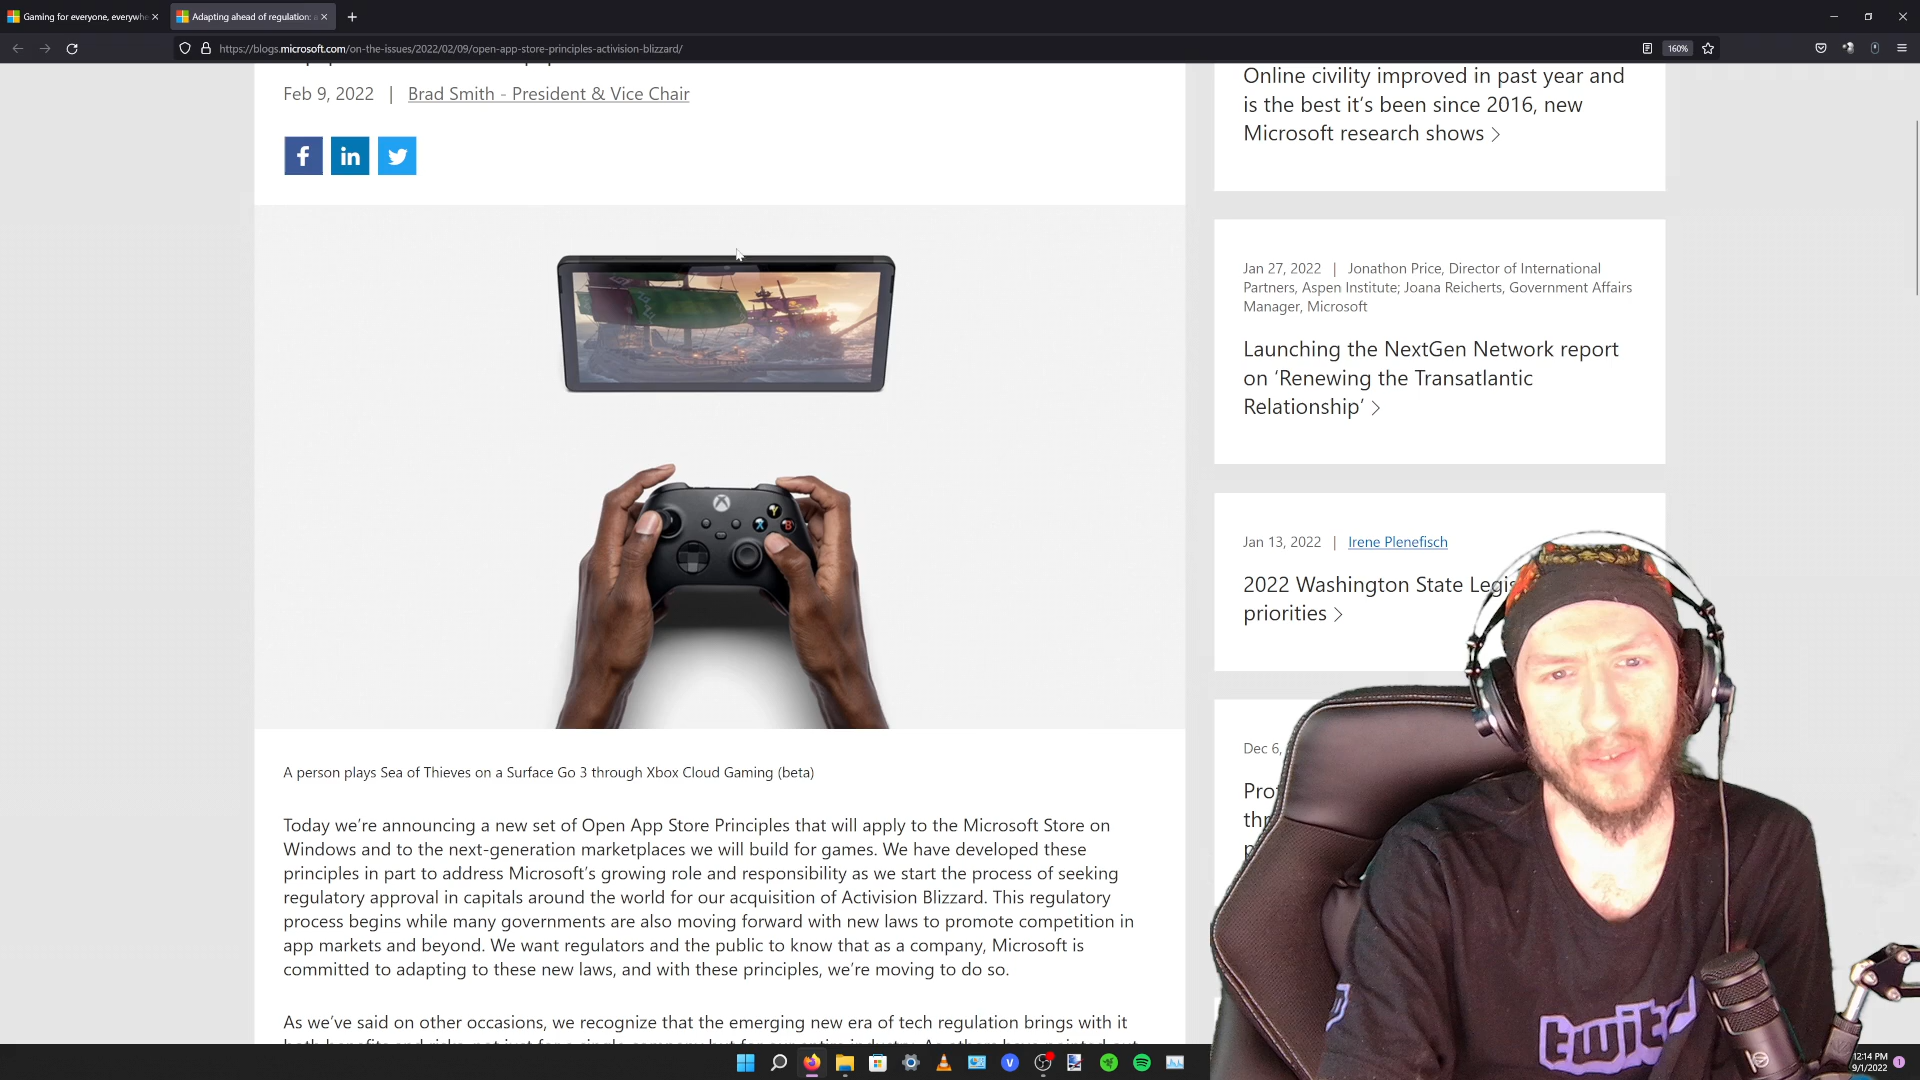 Gaming for everyone, everywhe
Adapting ahead of regulation: a
https://blogs.microsoft.com/on-the-issues/2022/02/09/open-app-store-principles-activision-blizzard/
160%
Feb 9, 2022 | Brad Smith - President & Vice Chair
f
in
A person plays Sea of Thieves on a Surface Go 3 through Xbox Cloud Gaming (beta)
Today we’re announcing a new set of Open App Store Principles that will apply to the Microsoft Store on
Windows and to the next-generation marketplaces we will build for games. We have developed these
principles in part to address Microsoft’s growing role and responsibility as we start the process of seeking
regulatory approval in capitals around the world for our acquisition of Activision Blizzard. This regulatory
process begins while many governments are also moving forward with new laws to promote competition in
app markets and beyond. We want regulators and the public to know that as a company, Microsoft is
committed to adapting to these new laws, and with these principles, we’re moving to do so.
As we’ve said on other occasions, we recognize that the emerging new era of tech regulation brings with it
Online civility improved in past year and
is the best it’s been since 2016, new
Microsoft research shows >
Jan 27, 2022 | Jonathon Price, Director of International
Partners, Aspen Institute; Joana Reicherts, Government Affairs
Manager, Microsoft
Launching the NextGen Network report
on ‘Renewing the Transatlantic
Relationship’ >
Jan 13, 2022 | Irene Plenefisch
2022 Washington State Legis
priorities >
Dec 6,
Y
X
B
twitc
12:14 PM
9/1/2022
1